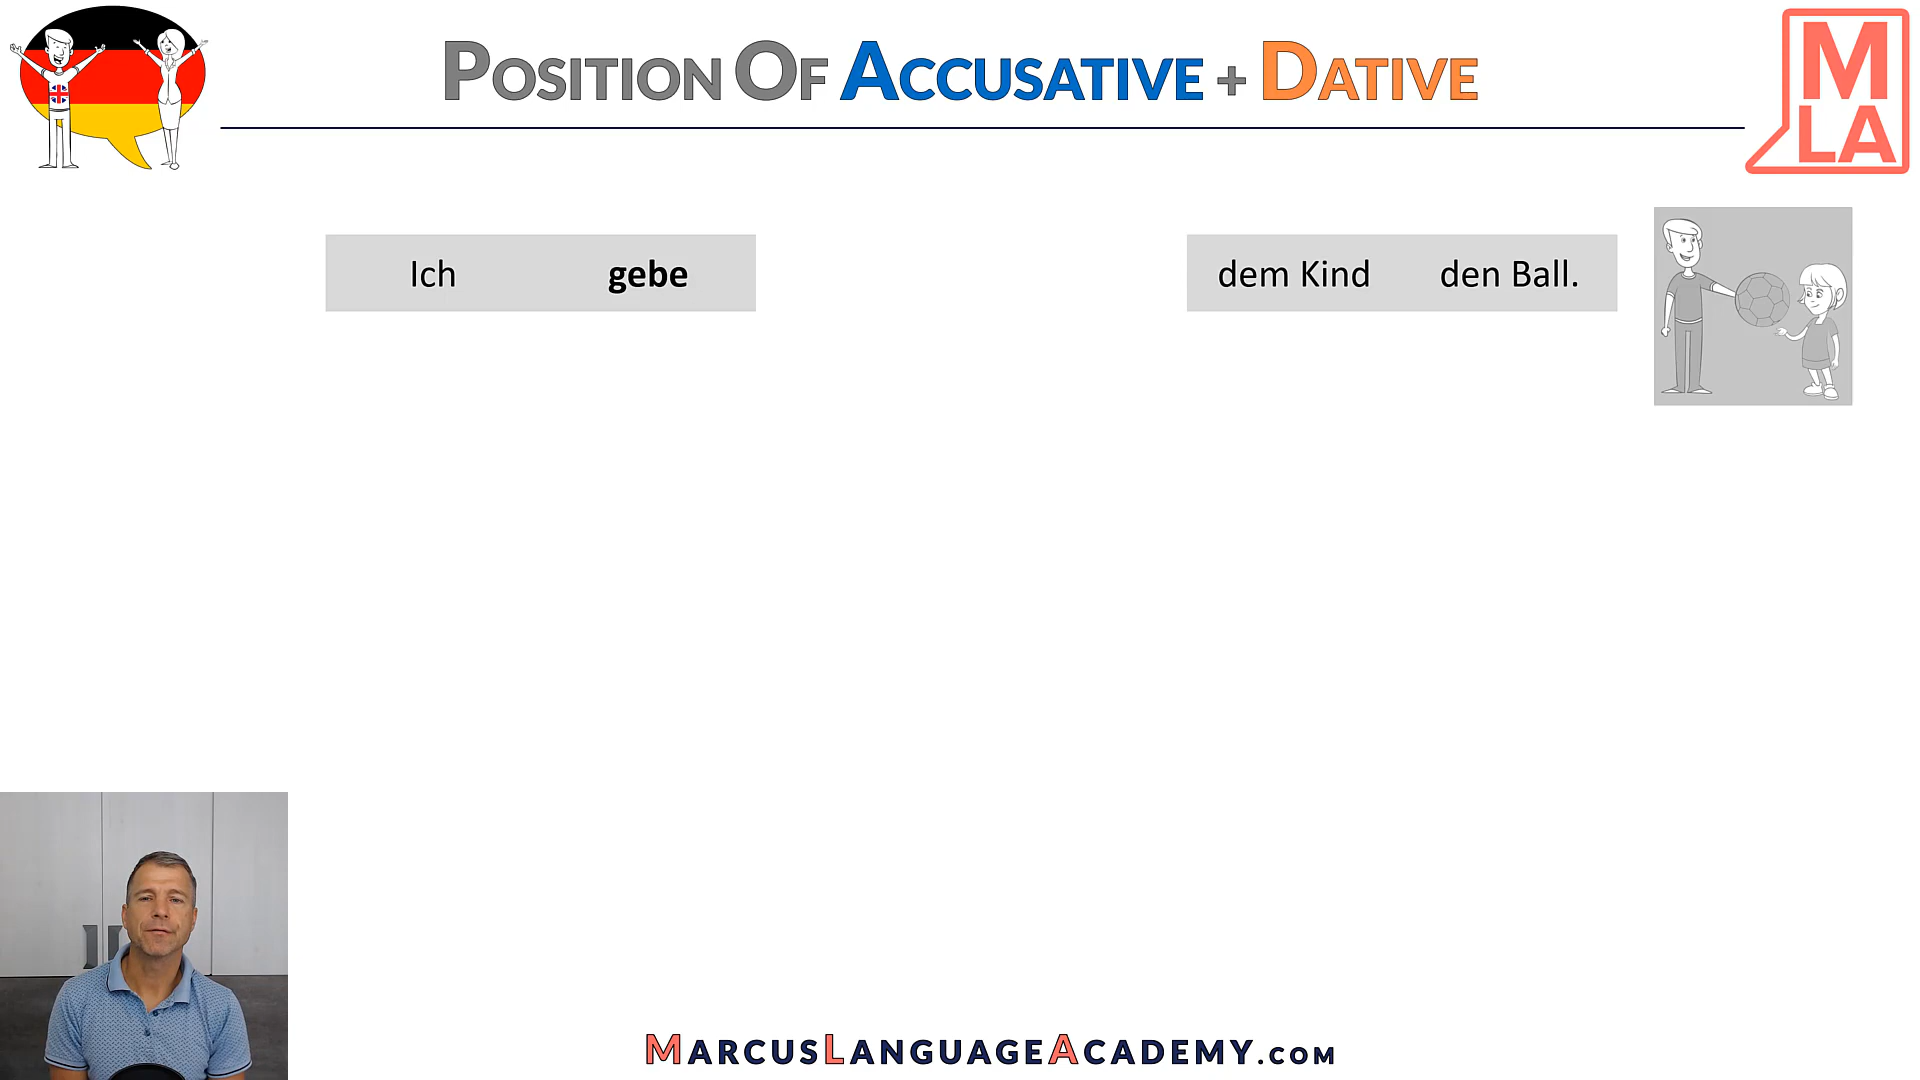 POSITION OF ACCUSATIVE + DATIVE
M
LA
Ich gebe dem Kind den Ball.
MARCUSLANGUAGEACADEMY.COM